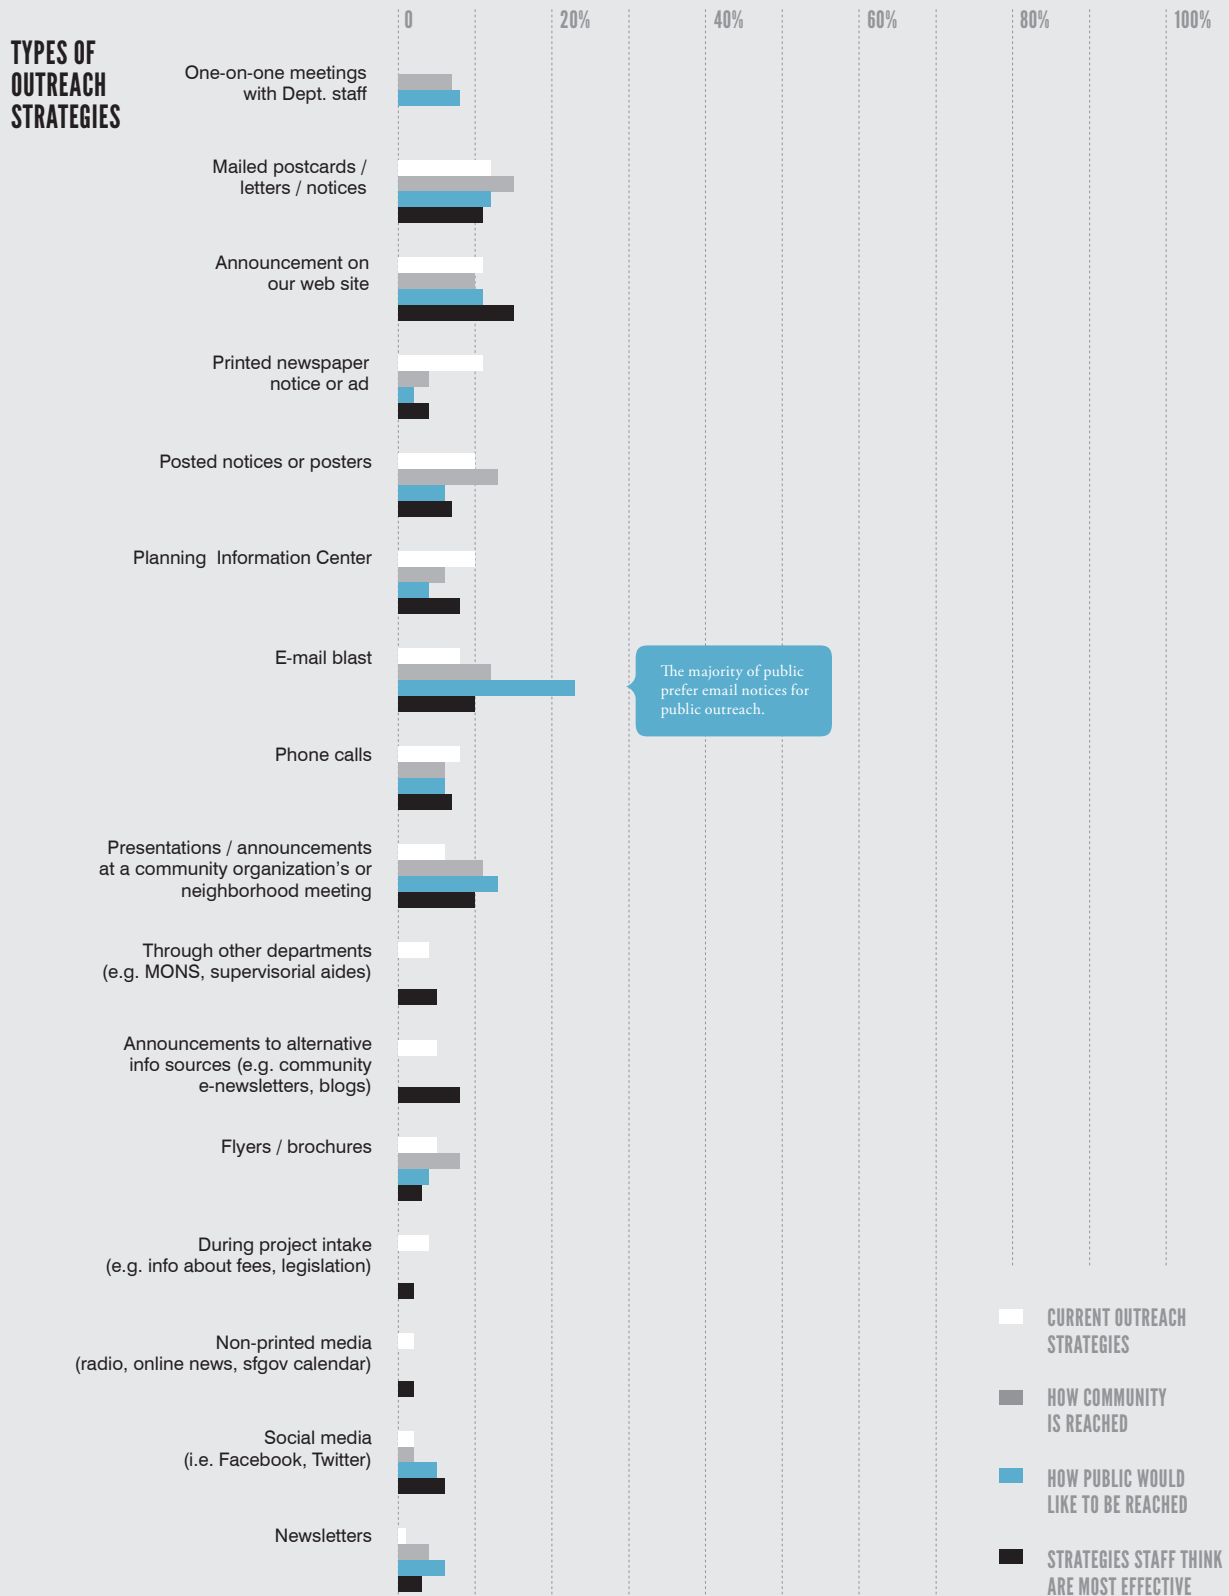 0 20% 40% 60% 80% 100%
TYPES OF
OUTREACH
STRATEGIES
One-on-one meetings
with Dept. staff
Mailed postcards /
letters / notices
Announcement on
our web site
Printed newspaper
notice or ad
Posted notices or posters
Planning  Information Center
E-mail blast
The majority of public
prefer email notices for
public outreach.
Phone calls
Presentations / announcements
at a community organization's or
neighborhood meeting
Through other departments
(e.g. MONS, supervisorial aides)
Announcements to alternative
info sources (e.g. community
e-newsletters, blogs)
Flyers / brochures
During project intake
(e.g. info about fees, legislation)
Non-printed media
(radio, online news, sfgov calendar)
Social media
(i.e. Facebook, Twitter)
Newsletters
CURRENT OUTREACH
STRATEGIES
HOW COMMUNITY
IS REACHED
HOW PUBLIC WOULD
LIKE TO BE REACHED
STRATEGIES STAFF THINK
ARE MOST EFFECTIVE